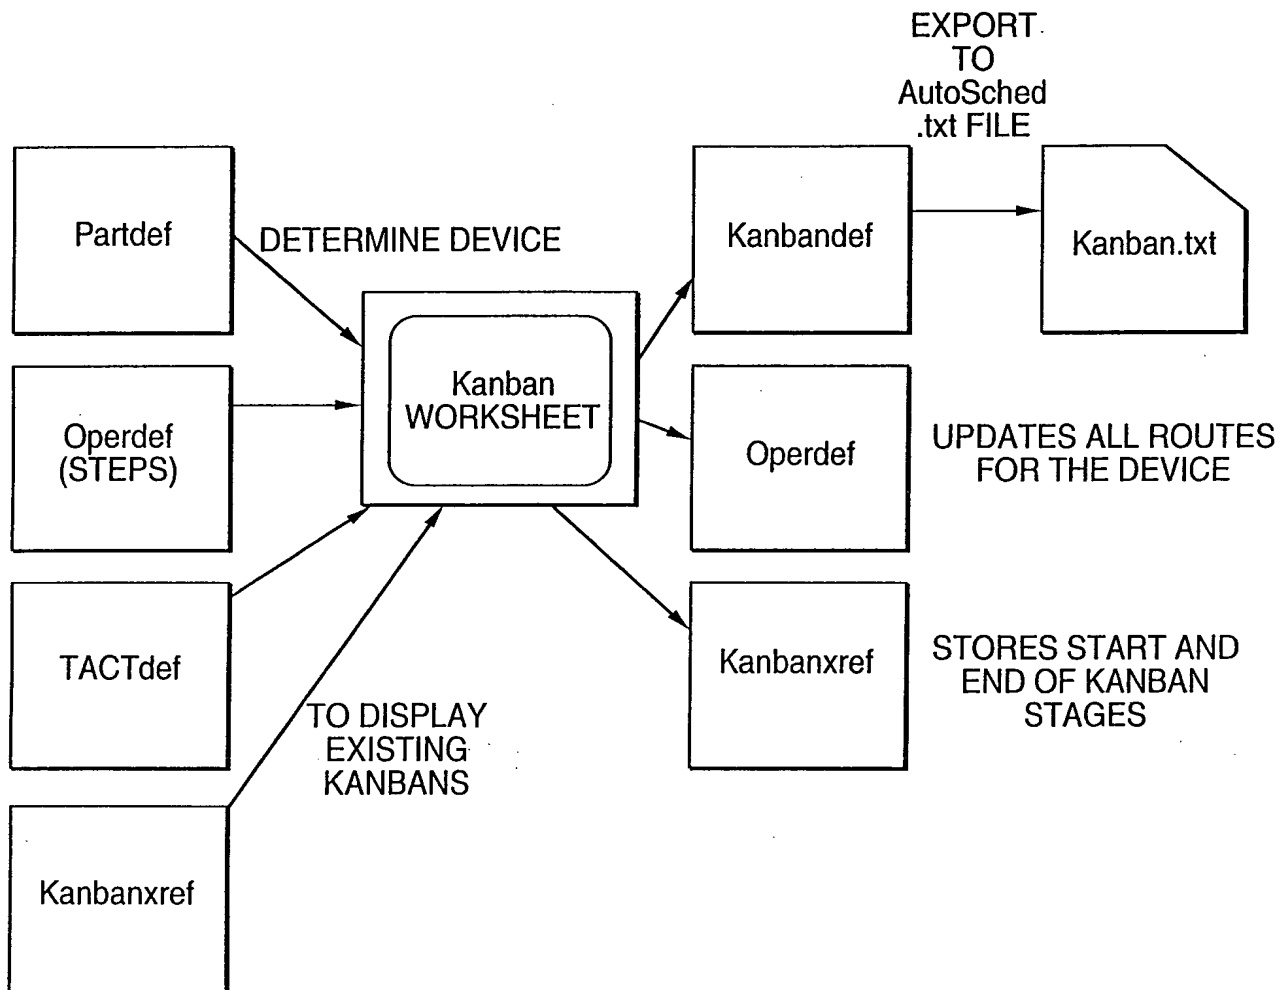 EXPORT
TO
AutoSched
.txt FILE
Partdef
DETERMINE DEVICE
Kanbandef
Kanban.txt
Operdef
(STEPS)
Kanban
WORKSHEET
Operdef
UPDATES ALL ROUTES
FOR THE DEVICE
TACTdef
TO DISPLAY
EXISTING
KANBANS
Kanbanxref
STORES START AND
END OF KANBAN
STAGES
Kanbanxref